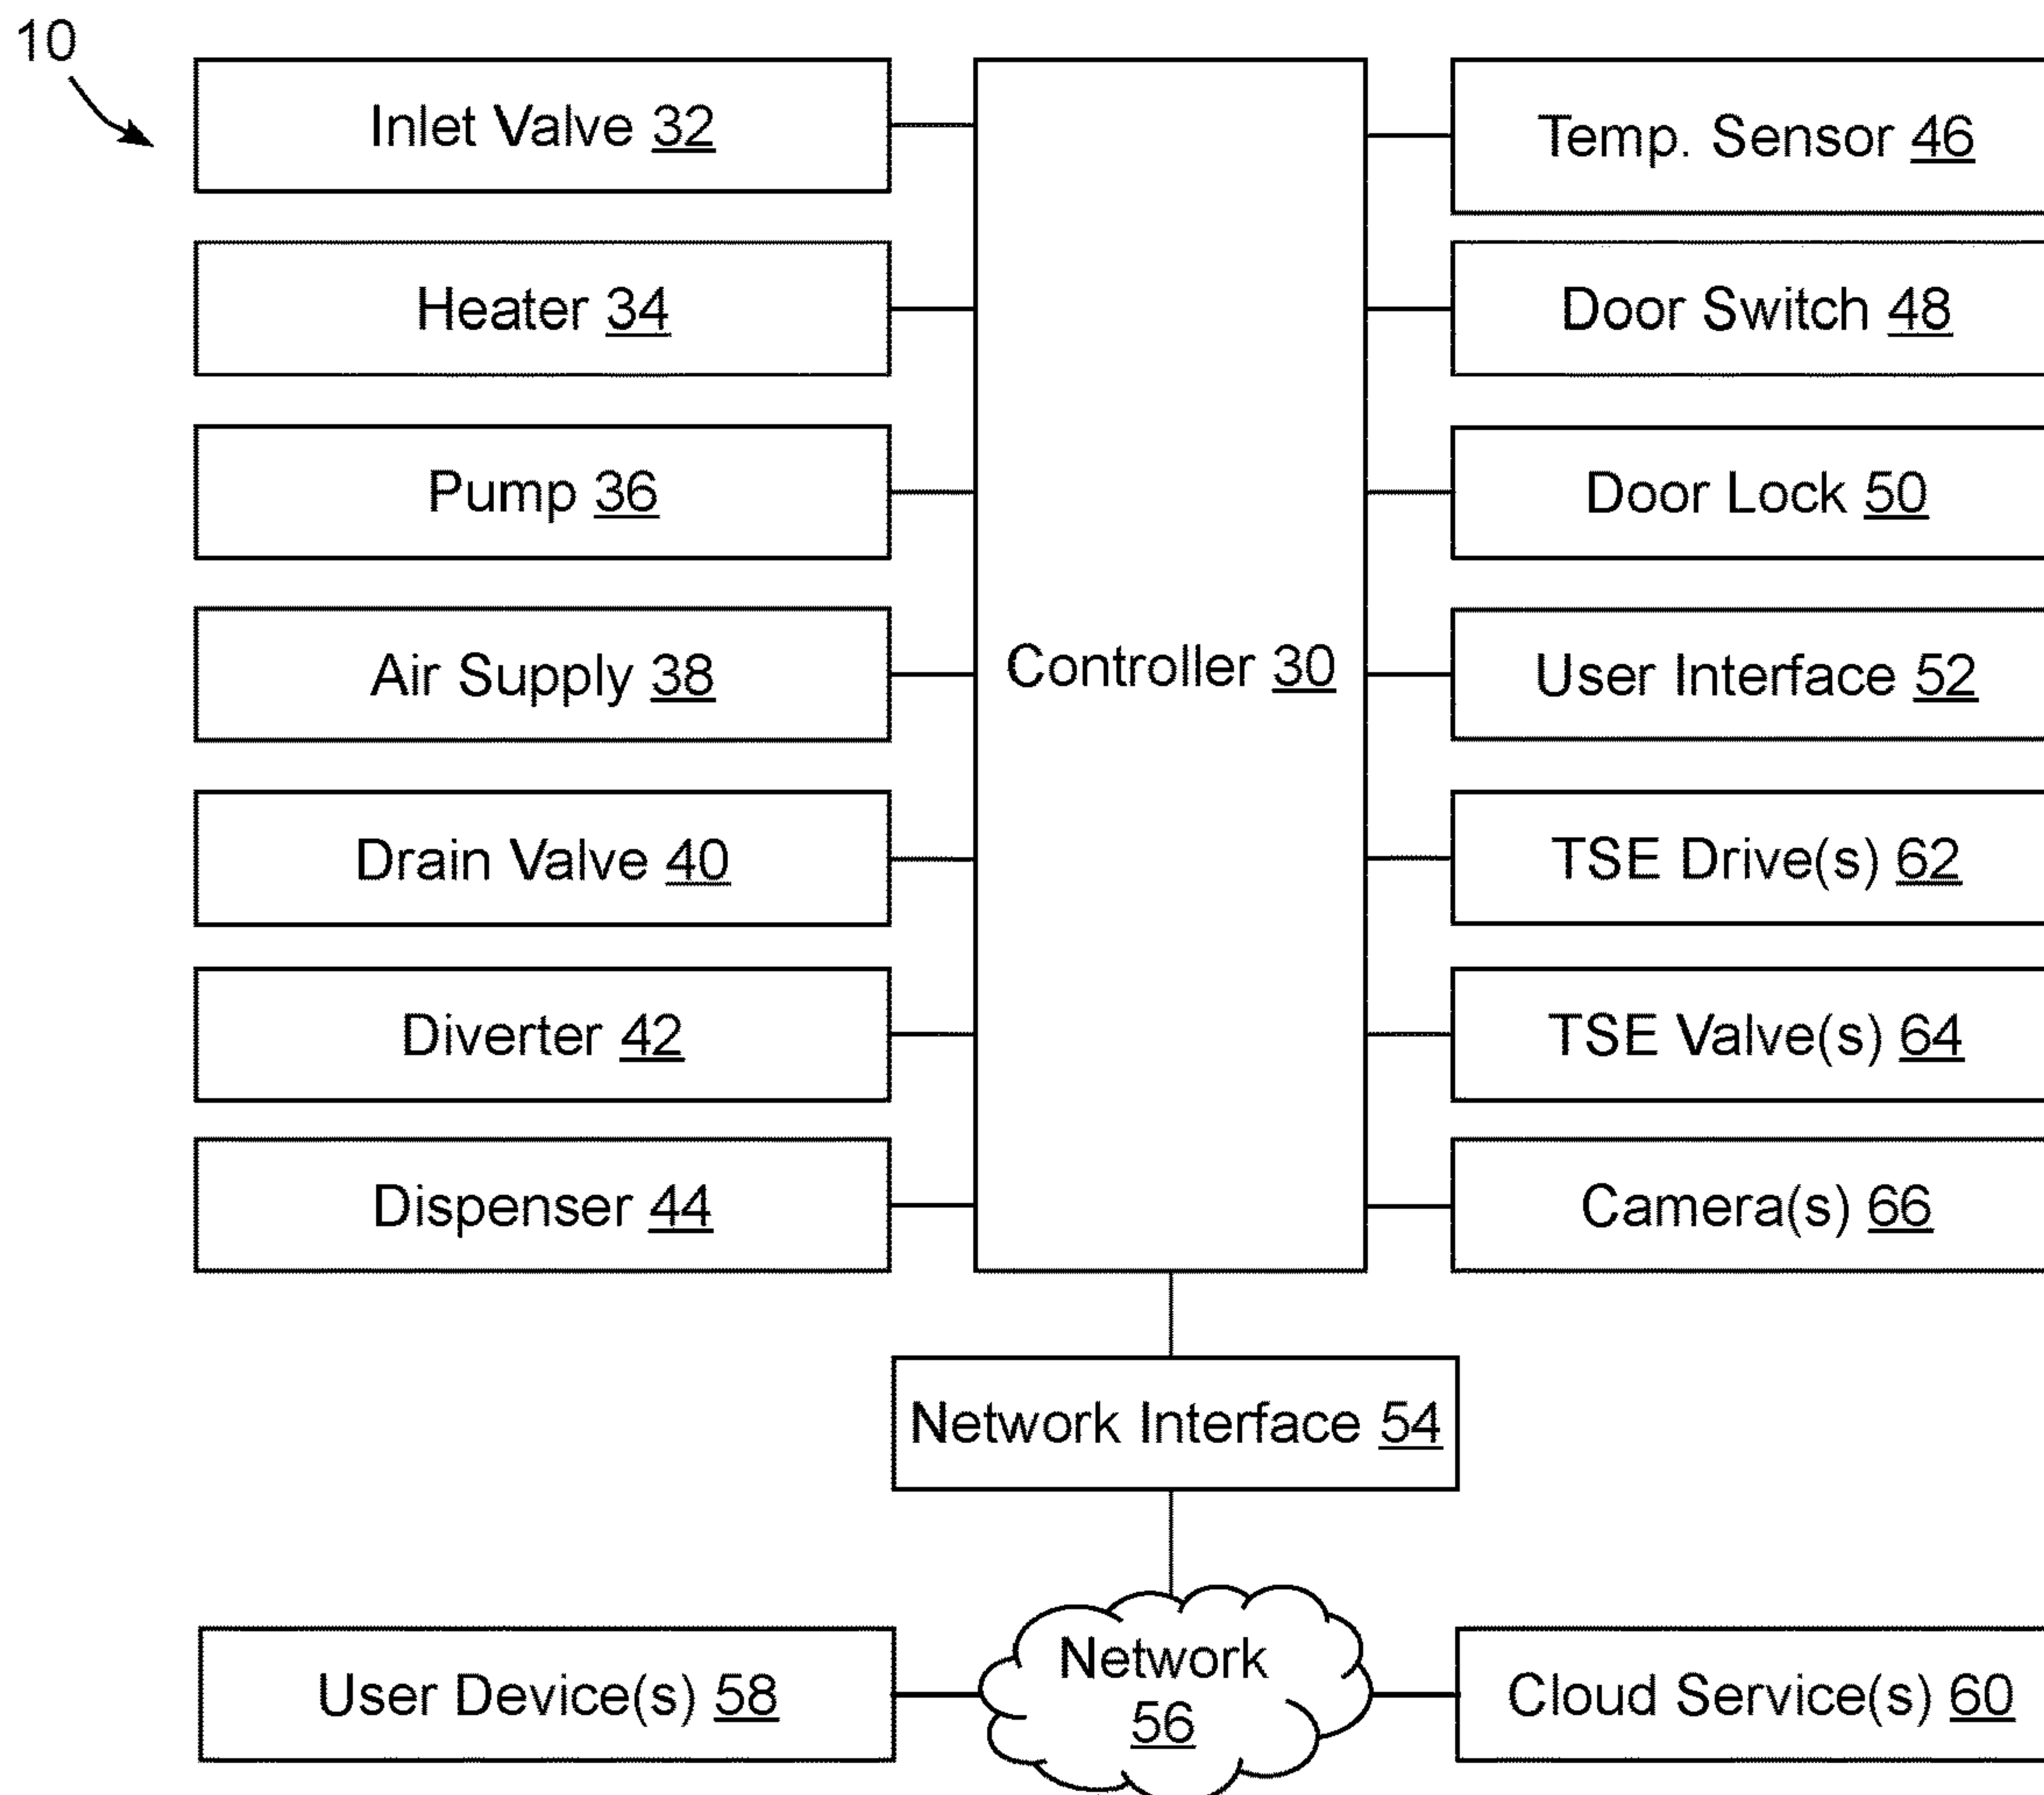 10
Inlet Valve 32
Heater 34
Pump 36
Air Supply 38
Drain Valve 40
Diverter 42
Dispenser 44
Controller 30
Temp. Sensor 46
Door Switch 48
Door Lock 50
User Interface 52
TSE Drive(s) 62
TSE Valve(s) 64
Camera(s) 66
Network Interface 54
User Device(s) 58
Network
56
Cloud Service(s) 60